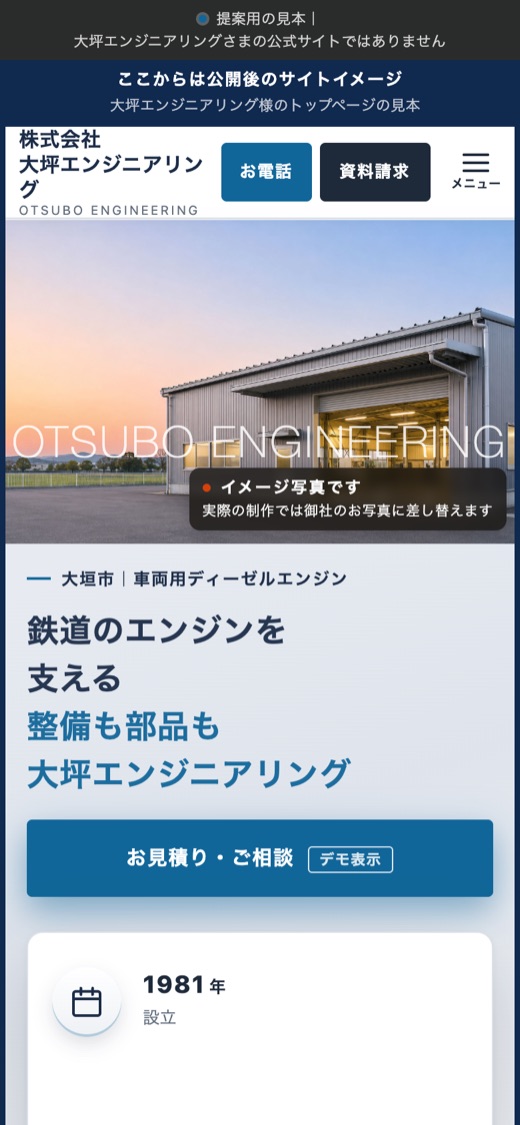 提案用の見本 |
大坪エンジニアリングさまの公式サイトではありません
ここからは公開後のサイトイメージ
大坪エンジニアリング様のトップページの見本
株式会社
大坪エンジニアリン
グ
OTSUBO ENGINEERING
お電話
資料請求
メニュー
OTSUBO ENGINEERING
イメージ写真です
実際の制作では御社のお写真に差し替えます
大垣市｜車両用ディーゼルエンジン
鉄道のエンジンを
支える
整備も部品も
大坪エンジニアリング
お見積り・ご相談 デモ表示
1981年
設立